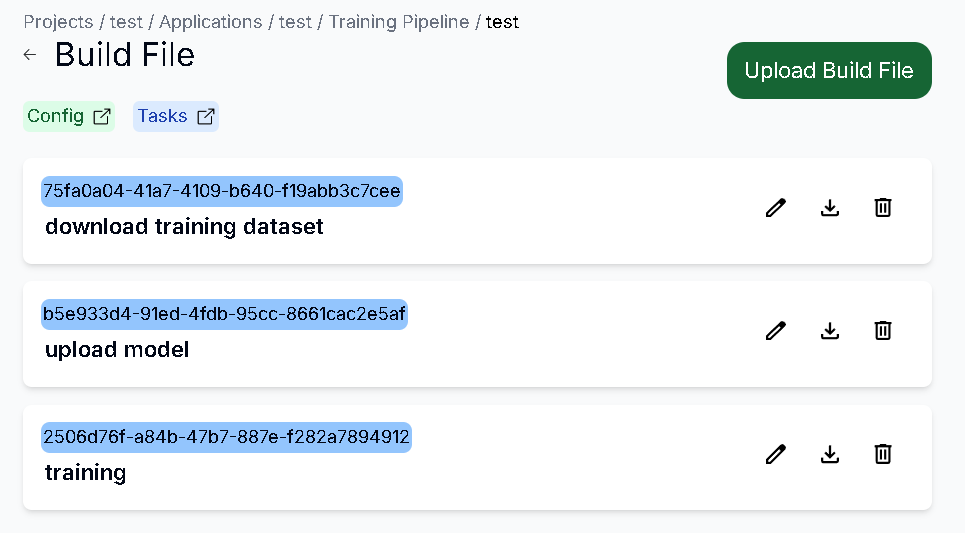 Projects / test / Applications / test / Training Pipeline / test
Build File
Upload Build File
Config
Tasks
75fa0a04-41a7-4109-b640-f19abb3c7cee
download training dataset
b5e933d4-91ed-4fdb-95cc-8661cac2e5af
upload model
2506d76f-a84b-47b7-887e-f282a7894912
training